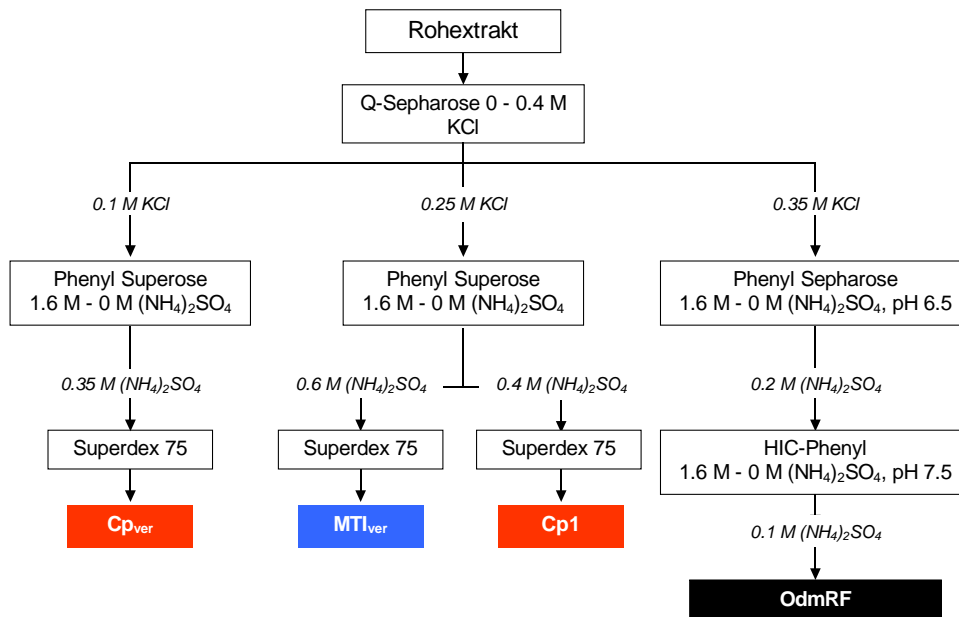 Rohextrakt
Q-Sepharose 0 - 0.4 M
KCl
0.1 M KCl
0.25 M KCl
0.35 M KCl
Phenyl Superose
1.6 M - 0 M (NH₄)₂SO₄
Phenyl Superose
1.6 M - 0 M (NH₄)₂SO₄
Phenyl Sepharose
1.6 M - 0 M (NH₄)₂SO₄, pH 6.5
0.35 M (NH₄)₂SO₄
0.6 M (NH₄)₂SO₄
0.4 M (NH₄)₂SO₄
0.2 M (NH₄)₂SO₄
Superdex 75
Superdex 75
Superdex 75
HIC-Phenyl
1.6 M - 0 M (NH₄)₂SO₄, pH 7.5
Cpᵥₑᵣ
MTIᵥₑᵣ
Cp1
0.1 M (NH₄)₂SO₄
OdmRF